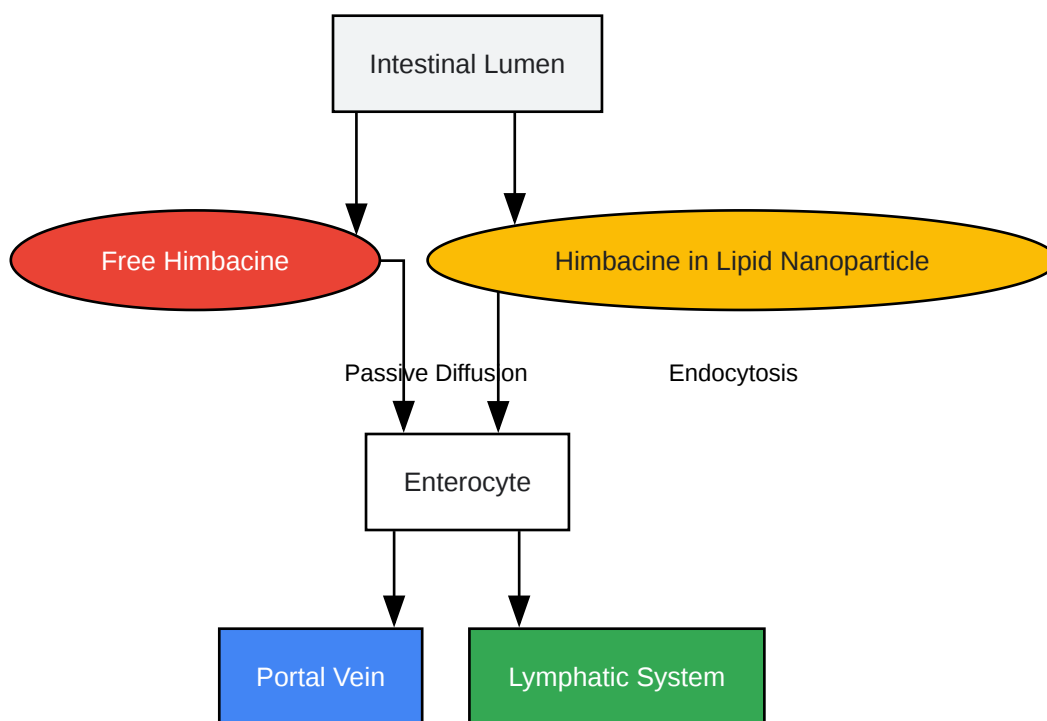 Intestinal Lumen
Free Himbacine
Himbacine in Lipid Nanoparticle
Passive Diffusion
Endocytosis
Enterocyte
Portal Vein
Lymphatic System